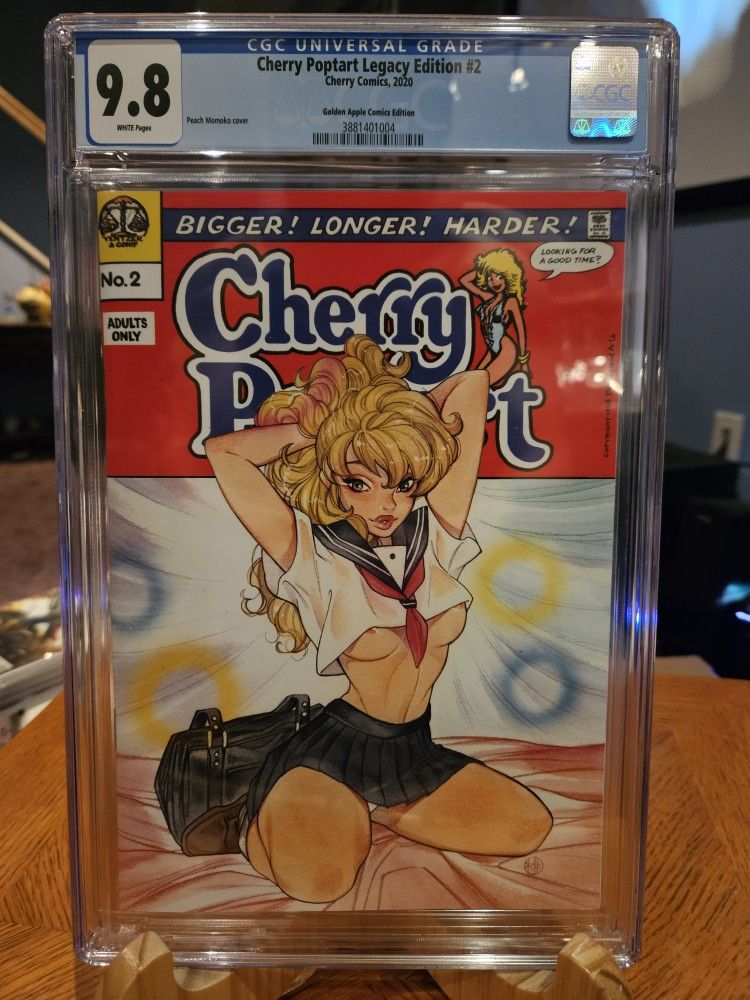 CGC UNIVERSAL GRADE
9.8
WHITE Pages
Cherry Poptart Legacy Edition #2
Cherry Comics, 2020
Golden Apple Comics Edition
Peach Momoko cover
3881401004
CGC
BIGGER! LONGER! HARDER!
No.2
ADULTS
ONLY
LOOKING FOR
A GOOD TIME?
Cherry